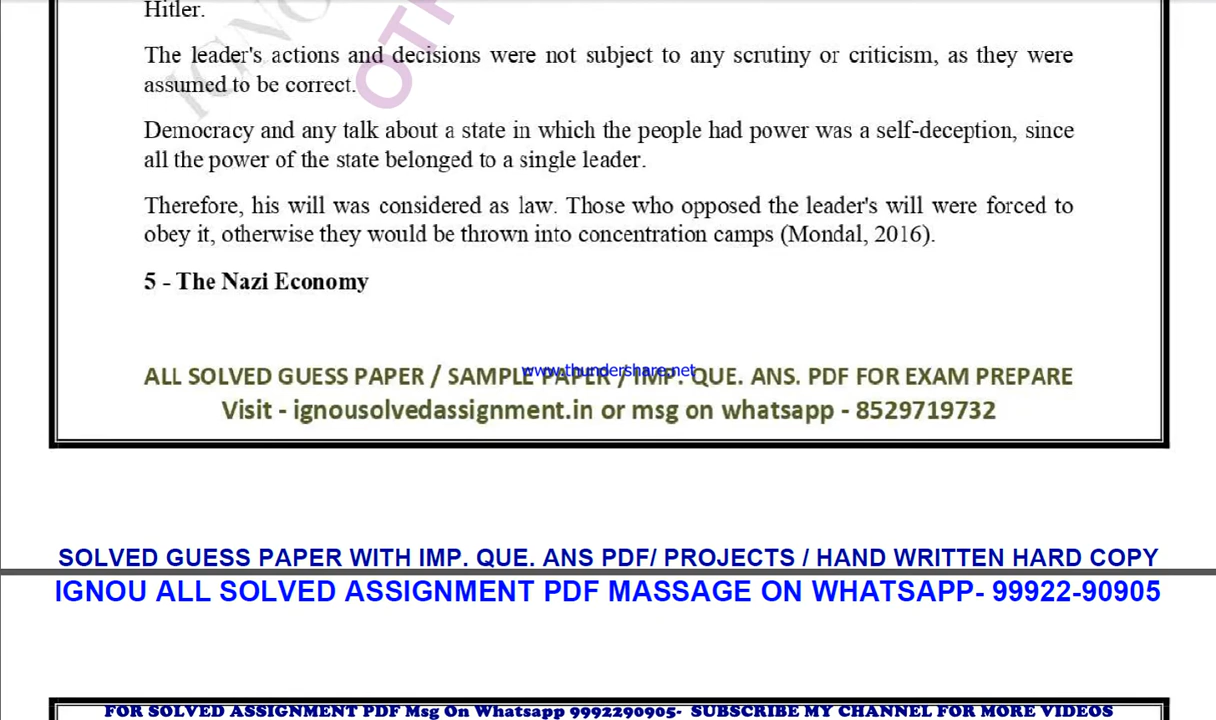 Hitler.
The leader's actions and decisions were not subject to any scrutiny or criticism, as they were
assumed to be correct.
Democracy and any talk about a state in which the people had power was a self-deception, since
all the power of the state belonged to a single leader.
Therefore, his will was considered as law. Those who opposed the leader's will were forced to
obey it, otherwise they would be thrown into concentration camps (Mondal, 2016).
5 - The Nazi Economy
www.thundershare.net
ALL SOLVED GUESS PAPER / SAMPLE PAPER / IMP. QUE. ANS. PDF FOR EXAM PREPARE
Visit - ignousolvedassignment.in or msg on whatsapp - 8529719732
SOLVED GUESS PAPER WITH IMP. QUE. ANS PDF/ PROJECTS / HAND WRITTEN HARD COPY
IGNOU ALL SOLVED ASSIGNMENT PDF MASSAGE ON WHATSAPP- 99922-90905
FOR SOLVED ASSIGNMENT PDF Msg On Whatsapp 9992290905- SUBSCRIBE MY CHANNEL FOR MORE VIDEOS